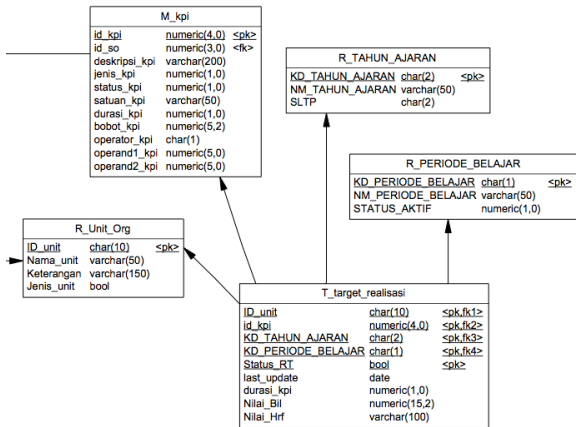 M_kpi
id_kpi numeric(4,0) <pk>
id_so numeric(3,0) <fk>
deskripsi_kpi varchar(200)
jenis_kpi numeric(1,0)
status_kpi numeric(1,0)
satuan_kpi varchar(50)
durasi_kpi numeric(1,0)
bobot_kpi numeric(5,2)
operator_kpi char(1)
operand1_kpi numeric(5,0)
operand2_kpi numeric(5,0)
R_TAHUN_AJARAN
KD_TAHUN_AJARAN char(2) <pk>
NM_TAHUN_AJARAN varchar(50)
SLTP char(2)
R_PERIODE_BELAJAR
KD_PERIODE_BELAJAR char(1) <pk>
NM_PERIODE_BELAJAR varchar(50)
STATUS_AKTIF numeric(1,0)
R_Unit_Org
ID_unit char(10) <pk>
Nama_unit varchar(50)
Keterangan varchar(150)
Jenis_unit bool
T_target_realisasi
ID_unit char(10) <pk,fk1>
id_kpi numeric(4,0) <pk,fk2>
KD_TAHUN_AJARAN char(2) <pk,fk3>
KD_PERIODE_BELAJAR char(1) <pk,fk4>
Status_RT bool <pk>
last_update date
durasi_kpi numeric(1,0)
Nilai_Bil numeric(15,2)
Nilai_Hrf varchar(100)